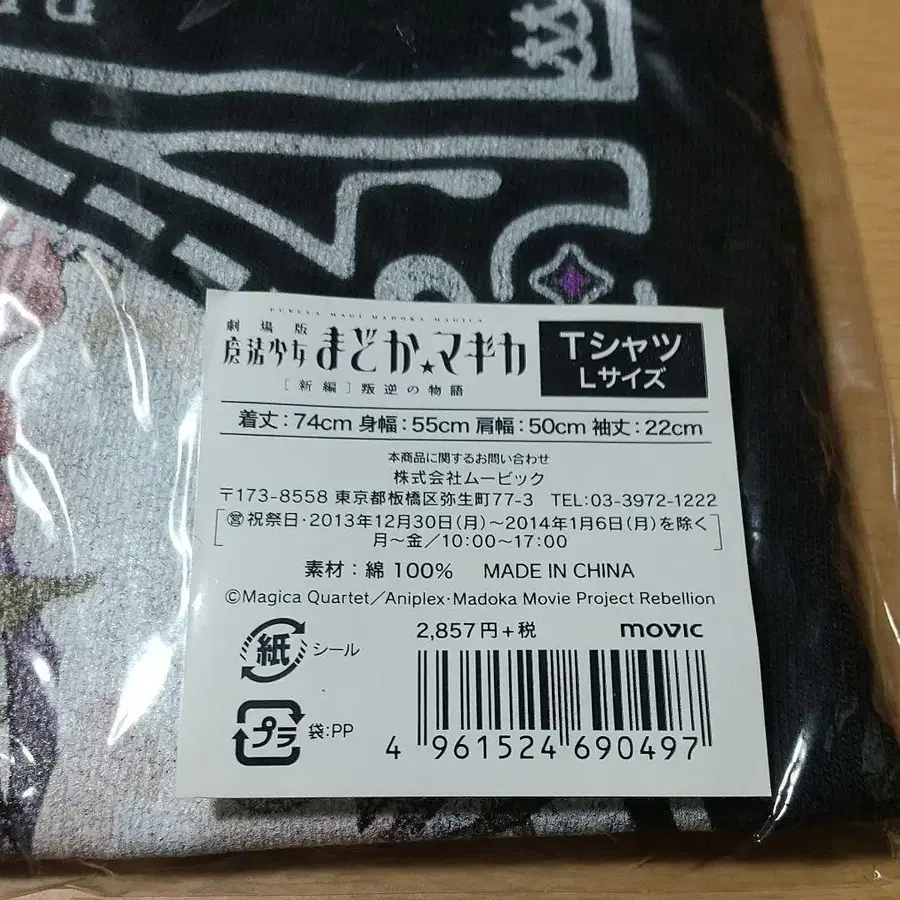 PUELLA MAGI MADOKA MAGICA
劇場版
魔法少女まどか★マギカ
[新編]叛逆の物語
Tシャツ
Lサイズ
着丈:74cm 身幅:55cm 肩幅:50cm 袖丈:22cm
本商品に関するお問い合わせ
株式会社ムービック
〒173-8558 東京都板橋区弥生町77-3 TEL:03-3972-1222
㊡祝祭日・2013年12月30日(月)〜2014年1月6日(月)を除く
月〜金/10:00〜17:00
素材:綿 100% MADE IN CHINA
©Magica Quartet/Aniplex・Madoka Movie Project Rebellion
紙 シール
2,857円+税
movic
プラ 袋:PP
4 961524 690497